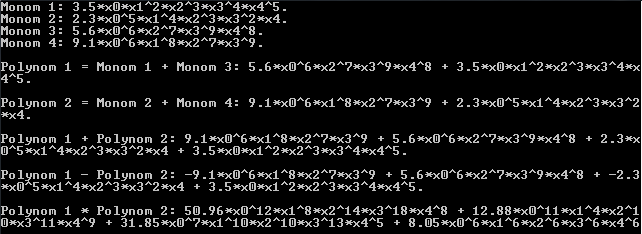 Monom 1: 3.5*x0*x1^2*x2^3*x3^4*x4^5.
Monom 2: 2.3*x0^5*x1^4*x2^3*x3^2*x4.
Monom 3: 5.6*x0^6*x2^7*x3^9*x4^8.
Monom 4: 9.1*x0^6*x1^8*x2^7*x3^9.
Polynom 1 = Monom 1 + Monom 3: 5.6*x0^6*x2^7*x3^9*x4^8 + 3.5*x0*x1^2*x2^3*x3^4*x
4^5.
Polynom 2 = Monom 2 + Monom 4: 9.1*x0^6*x1^8*x2^7*x3^9 + 2.3*x0^5*x1^4*x2^3*x3^2
*x4.
Polynom 1 + Polynom 2: 9.1*x0^6*x1^8*x2^7*x3^9 + 5.6*x0^6*x2^7*x3^9*x4^8 + 2.3*x
0^5*x1^4*x2^3*x3^2*x4 + 3.5*x0*x1^2*x2^3*x3^4*x4^5.
Polynom 1 - Polynom 2: -9.1*x0^6*x1^8*x2^7*x3^9 + 5.6*x0^6*x2^7*x3^9*x4^8 + -2.3
*x0^5*x1^4*x2^3*x3^2*x4 + 3.5*x0*x1^2*x2^3*x3^4*x4^5.
Polynom 1 * Polynom 2: 50.96*x0^12*x1^8*x2^14*x3^18*x4^8 + 12.88*x0^11*x1^4*x2^1
0*x3^11*x4^9 + 31.85*x0^7*x1^10*x2^10*x3^13*x4^5 + 8.05*x0^6*x1^6*x2^6*x3^6*x4^6